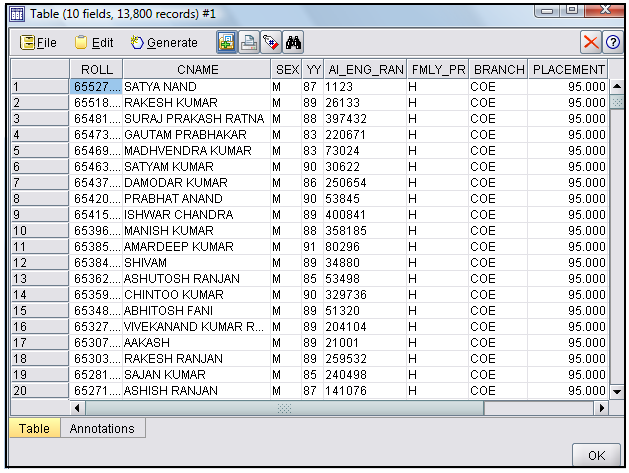 Table (10 fields, 13,800 records) #1
File Edit Generate
ROLL CNAME SEX YY AI_ENG_RAN FMLY_PR BRANCH PLACEMENT
1 65527.... SATYA NAND M 87 1123 H COE 95.000
2 65518.... RAKESH KUMAR M 89 26133 H COE 95.000
3 65481.... SURAJ PRAKASH RATNA M 88 397432 H COE 95.000
4 65473.... GAUTAM PRABHAKAR M 83 220671 H COE 95.000
5 65469.... MADHVENDRA KUMAR M 83 73024 H COE 95.000
6 65463.... SATYAM KUMAR M 90 30622 H COE 95.000
7 65437.... DAMODAR KUMAR M 86 250654 H COE 95.000
8 65420.... PRABHAT ANAND M 90 53845 H COE 95.000
9 65415.... ISHWAR CHANDRA M 89 400841 H COE 95.000
10 65396.... MANISH KUMAR M 88 358185 H COE 95.000
11 65385.... AMARDEEP KUMAR M 91 80296 H COE 95.000
12 65384.... SHIVAM M 89 34880 H COE 95.000
13 65362.... ASHUTOSH RANJAN M 85 53498 H COE 95.000
14 65359.... CHINTOO KUMAR M 90 329736 H COE 95.000
15 65348.... ABHITOSH FANI M 89 51320 H COE 95.000
16 65327.... VIVEKANAND KUMAR R... M 89 204104 H COE 95.000
17 65307.... AAKASH M 89 21001 H COE 95.000
18 65303.... RAKESH RANJAN M 89 259532 H COE 95.000
19 65281.... SAJAN KUMAR M 85 240498 H COE 95.000
20 65271.... ASHISH RANJAN M 87 141076 H COE 95.000
Table Annotations
OK